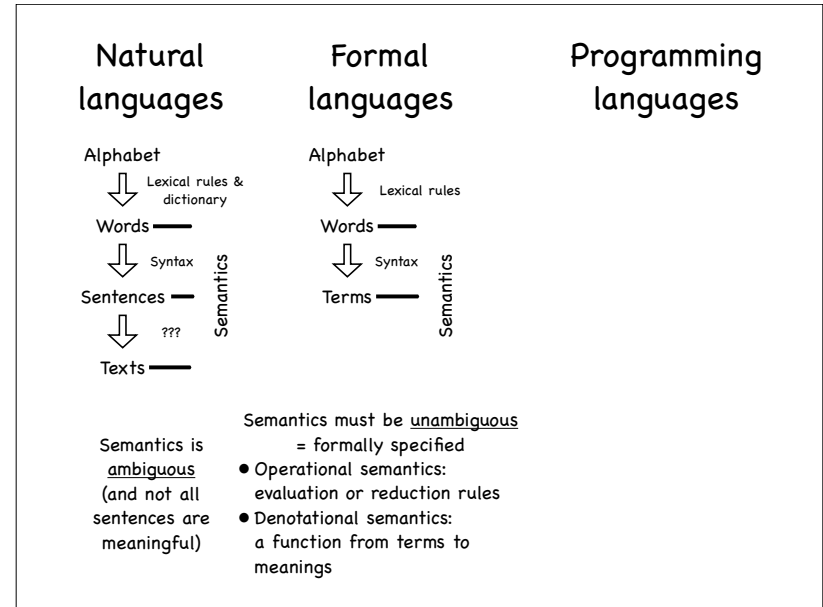 Natural
languages
Formal
languages
Programming
languages
Alphabet
Lexical rules &
dictionary
Words
Syntax
Sentences
???
Texts
Semantics
Alphabet
Lexical rules
Words
Syntax
Terms
Semantics
Semantics is
ambiguous
(and not all
sentences are
meaningful)
Semantics must be unambiguous
= formally specified
● Operational semantics:
evaluation or reduction rules
● Denotational semantics:
a function from terms to
meanings